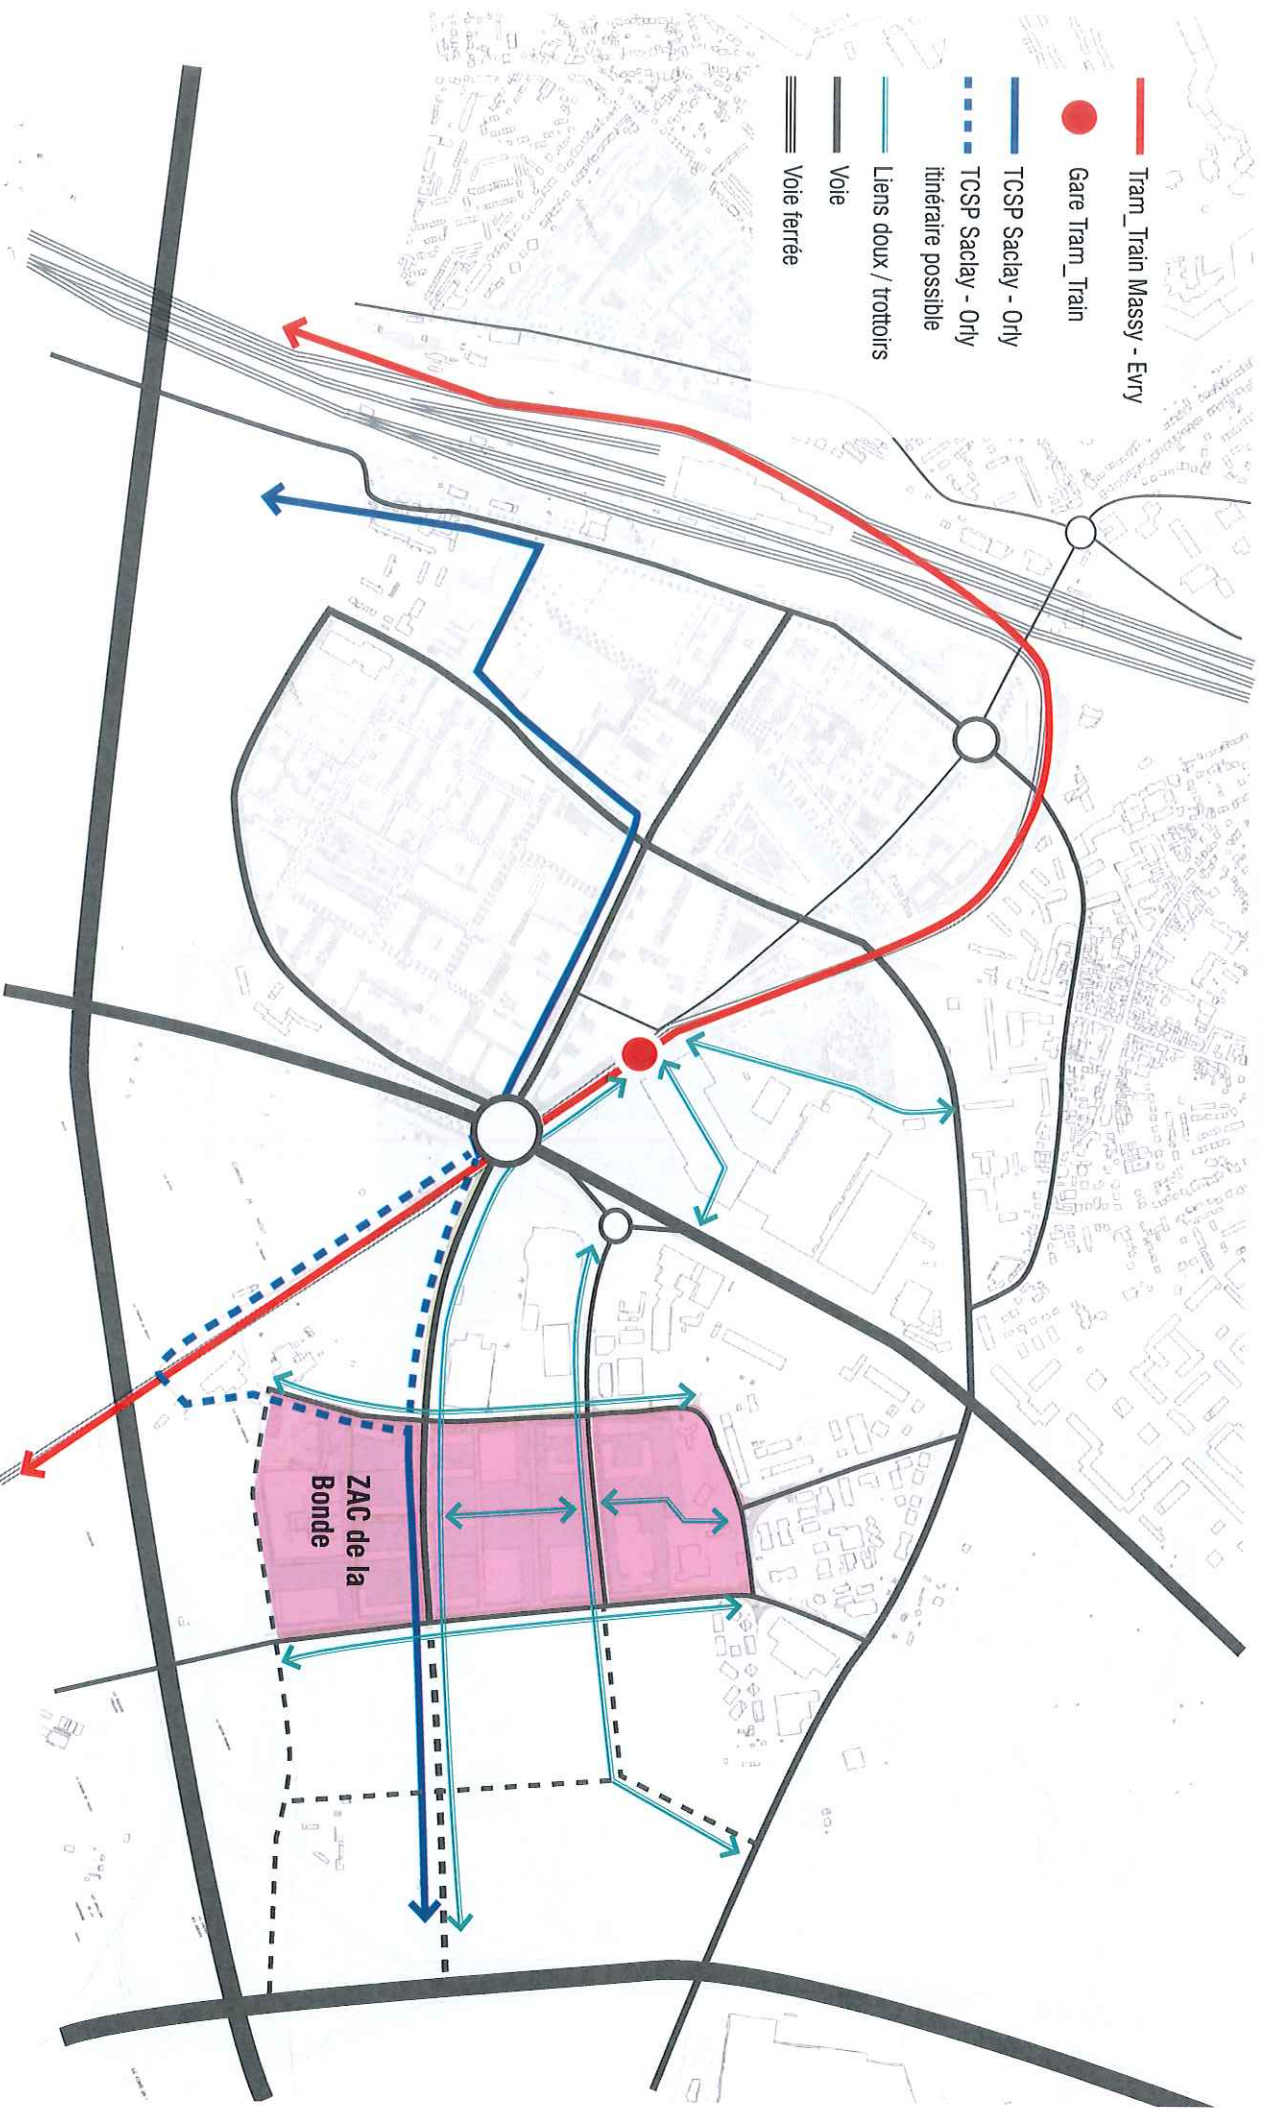 Tram_Train Massy - Evry
Gare Tram_Train
TCSP Saclay - Orly
TCSP Saclay - Orly
itinéraire possible
Liens doux / trottoirs
Voie
Voie ferrée
ZAC de la
Bonde